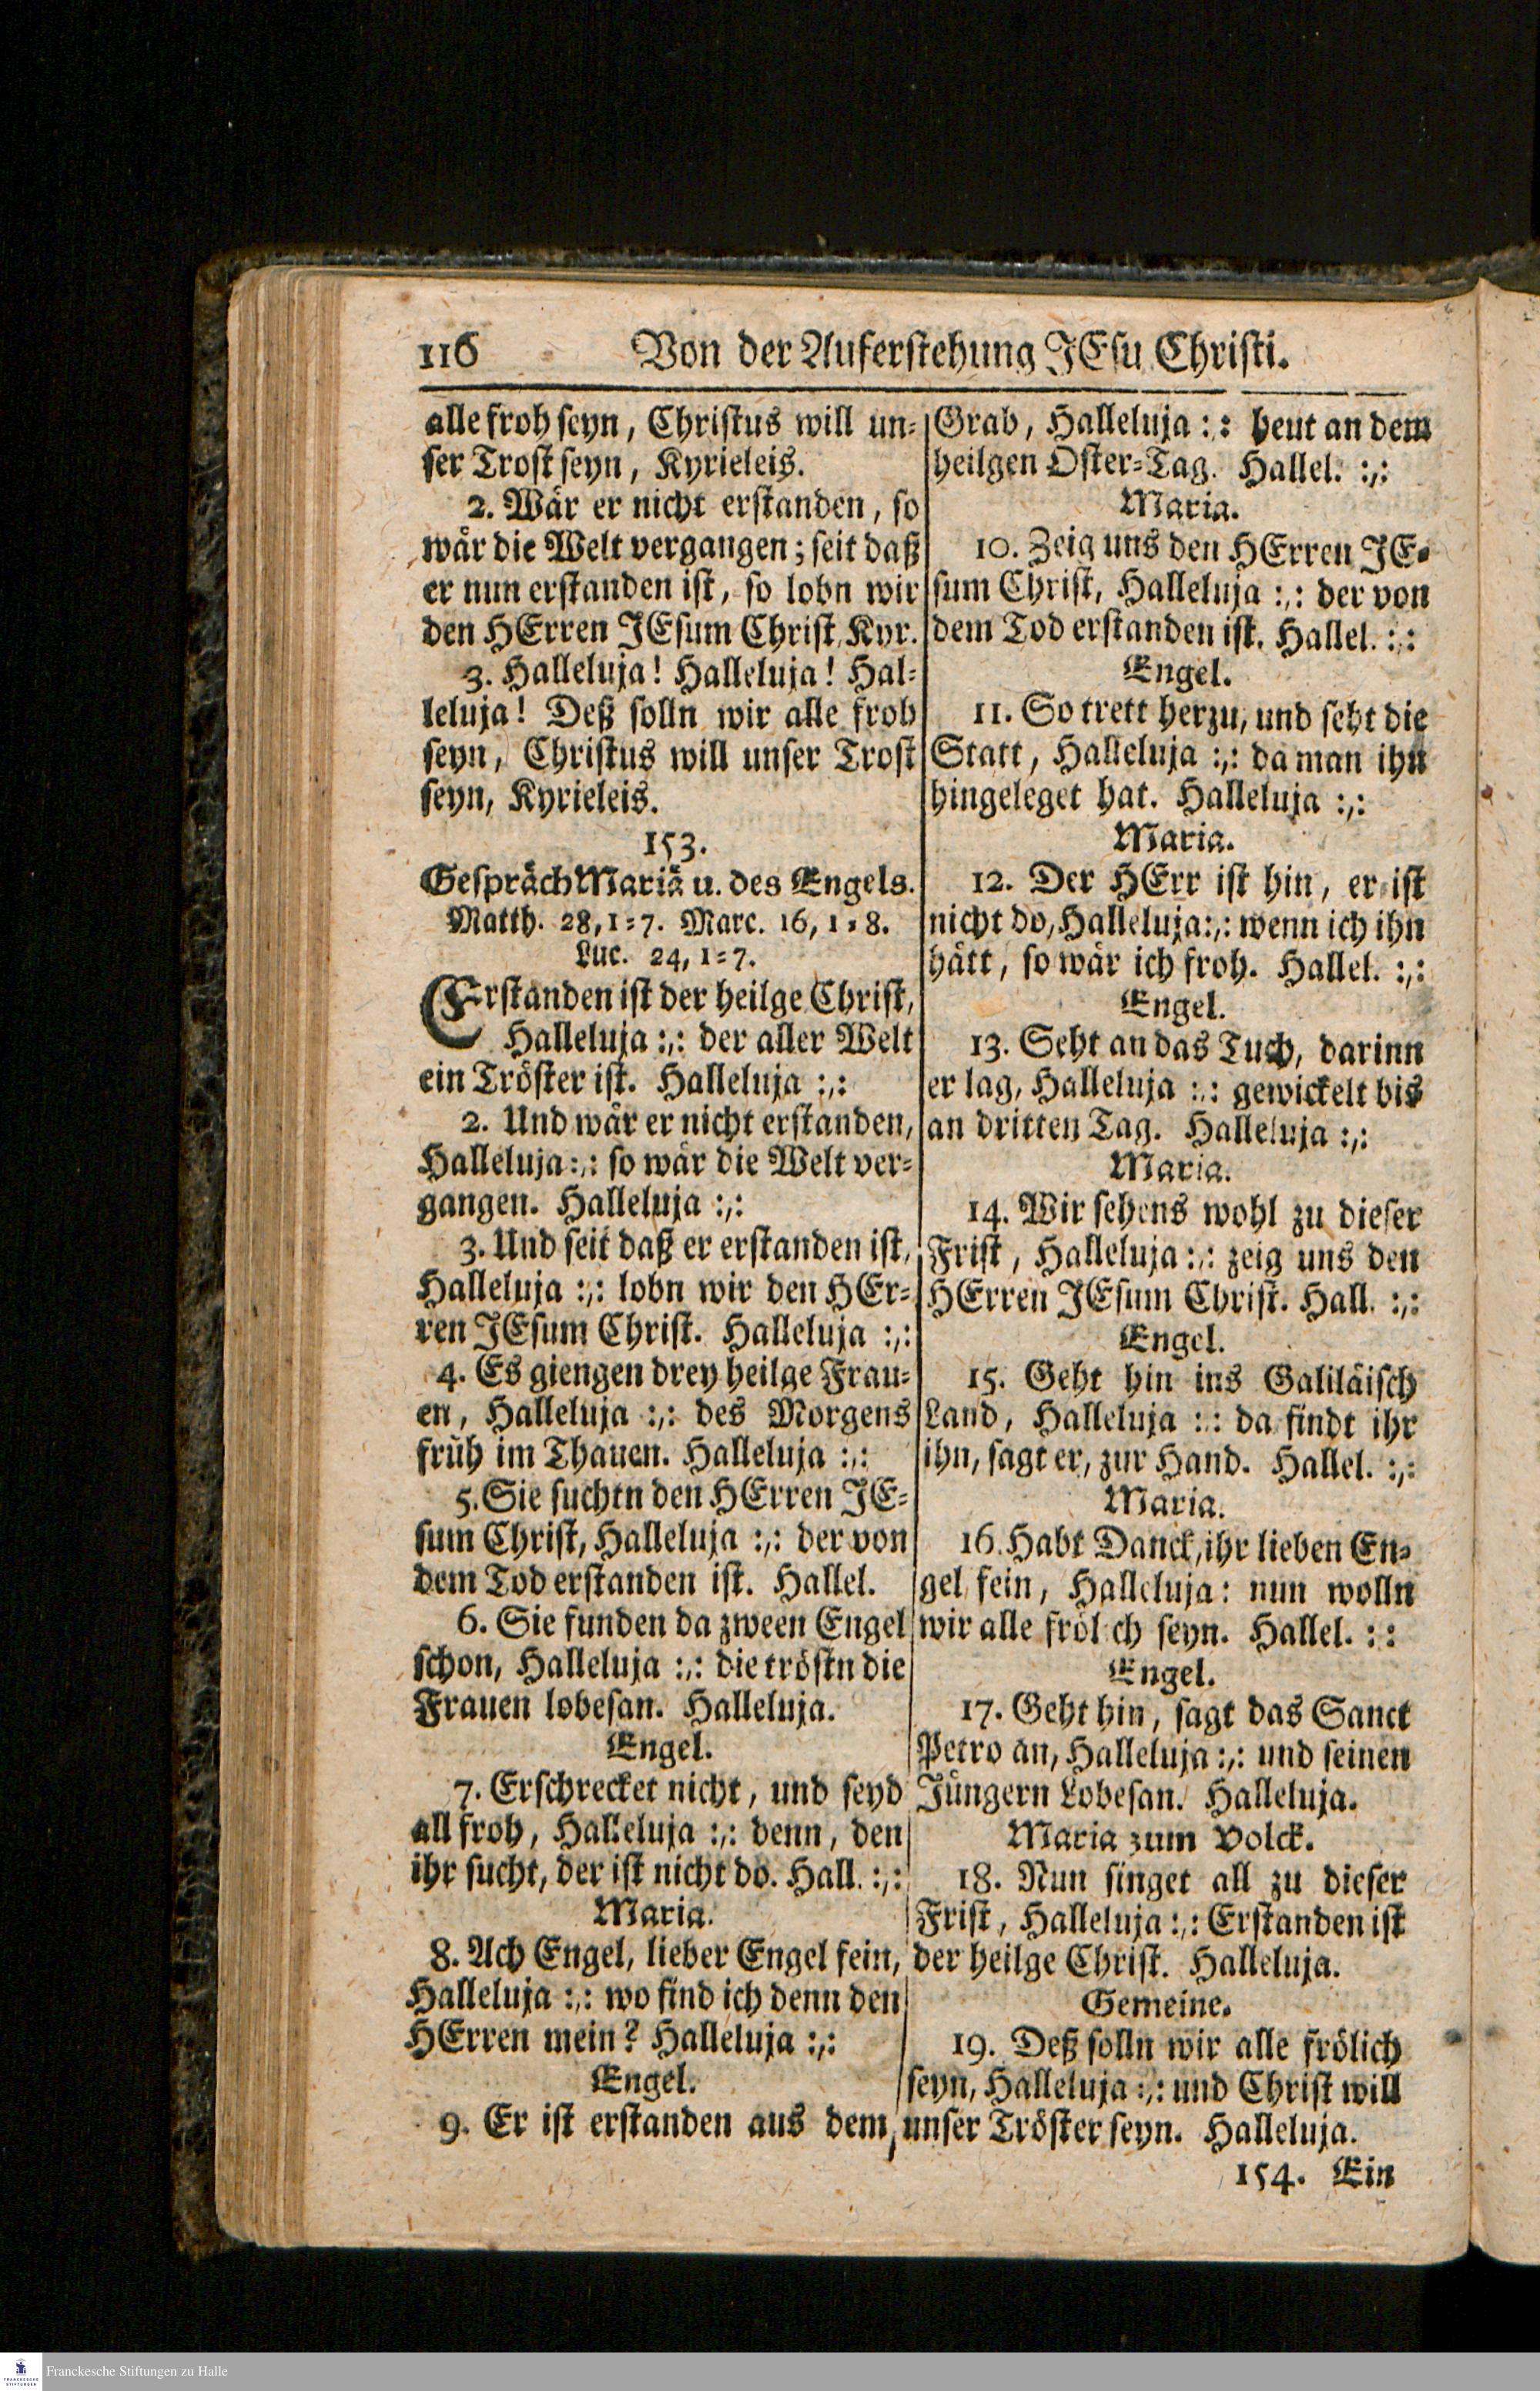 116 Von der Auferstehung JEsu Christi.
alle froh seyn, Christus will un-
ser Trost seyn, Kyrieleis.
2. Wär er nicht erstanden, so
wär die Welt vergangen; seit daß
er nun erstanden ist, so lobn wir
den HErren JEsum Christ, Kyr.
3. Halleluja! Halleluja! Hal-
leluja! Deß solln wir alle froh
seyn, Christus will unser Trost
seyn, Kyrieleis.
153.
Gespräch Mariä u. des Engels.
Matth. 28, 1-7. Marc. 16, 1-8.
Luc. 24, 1-7.
Erstanden ist der heilge Christ,
Halleluja :,: der aller Welt
ein Tröster ist. Halleluja :,:
2. Und wär er nicht erstanden,
Halleluja :,: so wär die Welt ver-
gangen. Halleluja :,:
3. Und seit daß er erstanden ist,
Halleluja :,: lobn wir den HEr-
ren JEsum Christ. Halleluja :,:
4. Es giengen drey heilge Frau-
en, Halleluja :,: des Morgens
früh im Thauen. Halleluja :,:
5. Sie suchtn den HErren JE-
sum Christ, Halleluja :,: der von
dem Tod erstanden ist. Hallel.
6. Sie funden da zween Engel
schon, Halleluja :,: die tröstn die
Frauen lobesan. Halleluja.
Engel.
7. Erschrecket nicht, und seyd
all froh, Halleluja :,: denn, den
ihr sucht, der ist nicht do. Hall. :,:
Maria.
8. Ach Engel, lieber Engel fein,
Halleluja :,: wo find ich denn den
HErren mein? Halleluja :,:
Engel.
9. Er ist erstanden aus dem
Grab, Halleluja :,: heut an dem
heilgen Oster-Tag. Hallel. :,:
Maria.
10. Zeig uns den HErren JE-
sum Christ, Halleluja :,: der von
dem Tod erstanden ist. Hallel. :,:
Engel.
11. So trett herzu, und seht die
Statt, Halleluja :,: da man ihn
hingeleget hat. Halleluja :,:
Maria.
12. Der HErr ist hin, er ist
nicht do, Halleluja :,: wenn ich ihn
hätt, so wär ich froh. Hallel. :,:
Engel.
13. Seht an das Tuch, darinn
er lag, Halleluja :,: gewickelt bis
an dritten Tag. Halleluja :,:
Maria.
14. Wir sehens wohl zu dieser
Frist, Halleluja :,: zeig uns den
HErren JEsum Christ. Hall. :,:
Engel.
15. Geht hin ins Galiläisch
Land, Halleluja :,: da findt ihr
ihn, sagt er, zur Hand. Hallel. :,:
Maria.
16. Habt Danck, ihr lieben En-
gel fein, Halleluja: nun wolln
wir alle frölich seyn. Hallel. : :
Engel.
17. Geht hin, sagt das Sanct
Petro an, Halleluja :,: und seinen
Jüngern Lobesan. Halleluja.
Maria zum Volck.
18. Nun singet all zu dieser
Frist, Halleluja :,: Erstanden ist
der heilge Christ. Halleluja.
Gemeine.
19. Deß solln wir alle frölich
seyn, Halleluja :,: und Christ will
unser Tröster seyn. Halleluja.
154. Ein
Franckesche Stiftungen zu Halle